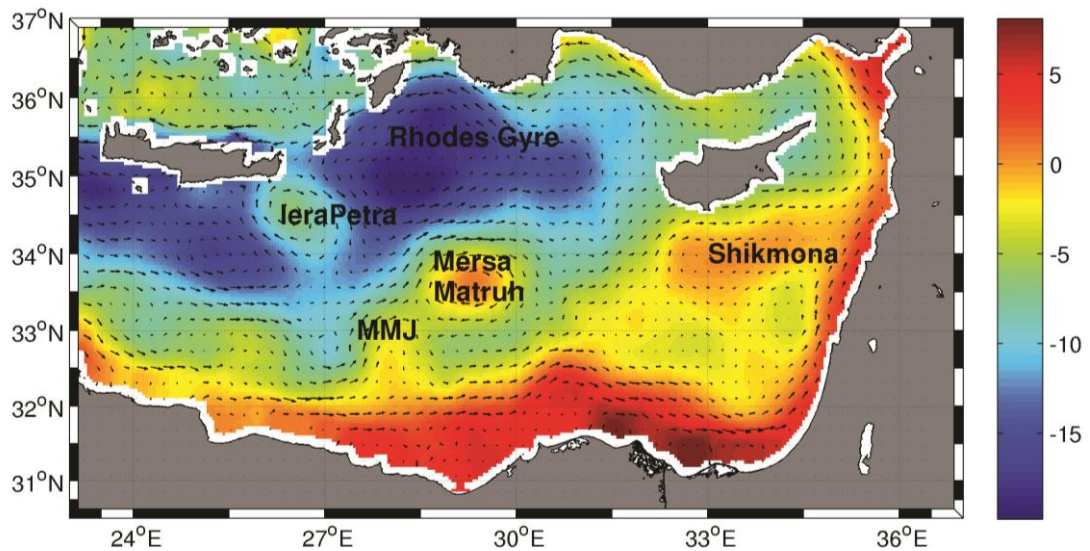 37°N
36°N
35°N
34°N
33°N
32°N
31°N
Rhodes Gyre
IeraPetra
Mersa
Matruh
Shikmona
MMJ
24°E
27°E
30°E
33°E
36°E
5
0
-5
-10
-15